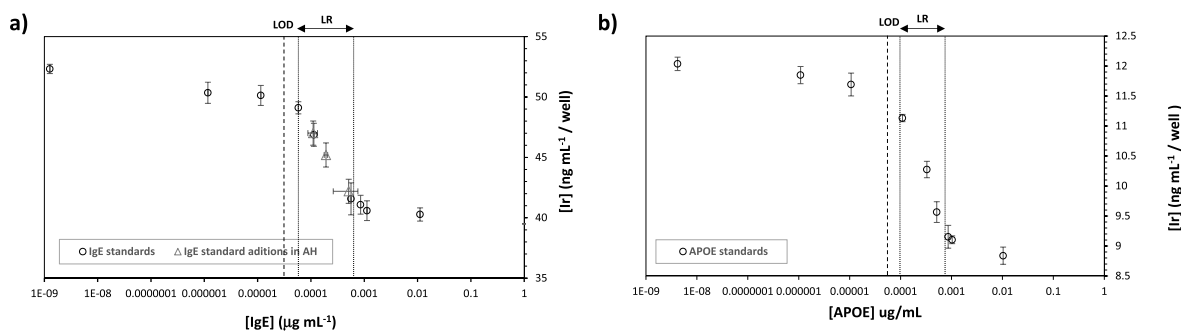 a)
LOD
LR
55
50
45
40
35
[Ir] (ng mL⁻¹ / well)
IgE standards
IgE standard aditions in AH
1E-09 1E-08 0.0000001 0.000001 0.00001 0.0001 0.001 0.01 0.1 1
[IgE] (µg mL⁻¹)
b)
LOD
LR
12.5
12
11.5
11
10.5
10
9.5
9
8.5
[Ir] (ng mL⁻¹ / well)
APOE standards
1E-09 1E-08 0.0000001 0.000001 0.00001 0.0001 0.001 0.01 0.1 1
[APOE] ug/mL